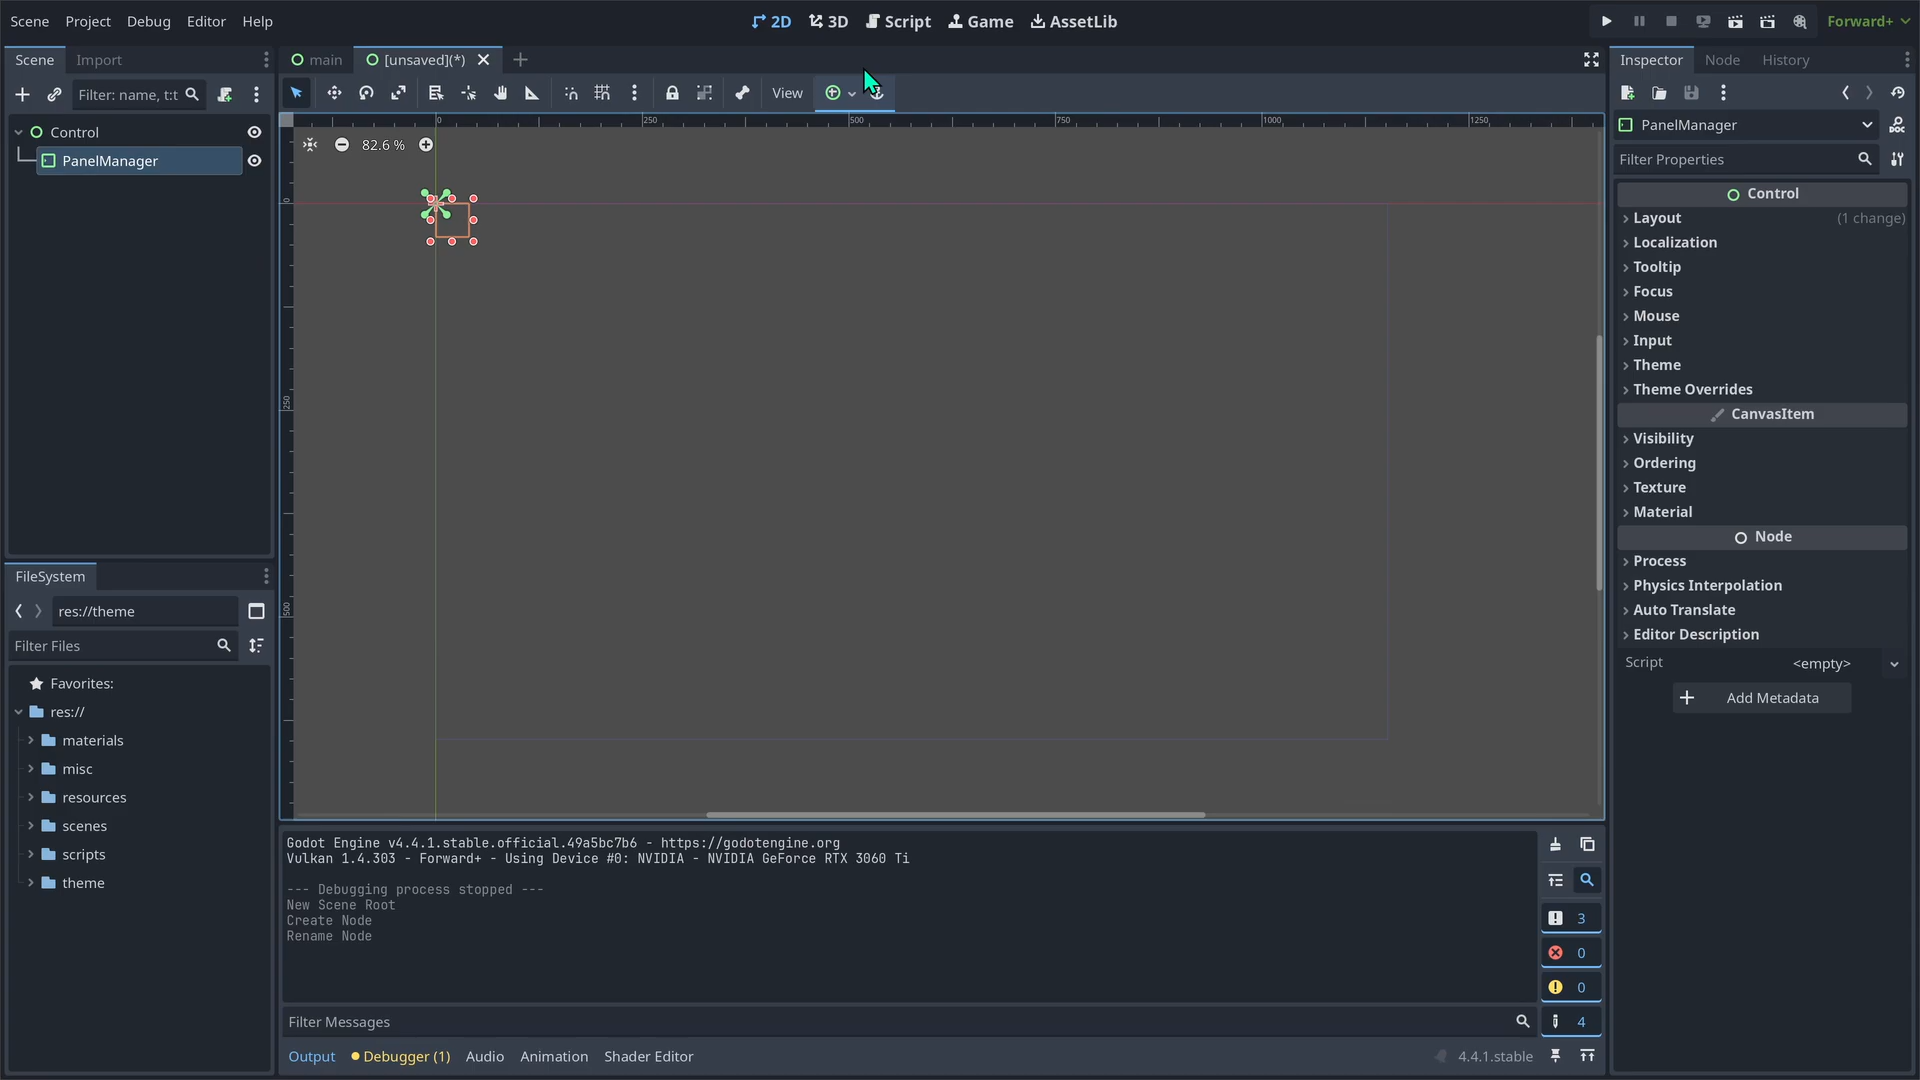 Scene Project Debug Editor Help
2D 3D Script Game AssetLib
Forward+
Scene Import
main [unsaved](*)
Inspector Node History
Filter: name, t:t
View
PanelManager
Filter Properties
Control
PanelManager
0 250 500 750 1000 1250
82.6 %
0
250
500
Control
Layout (1 change)
Localization
Tooltip
Focus
Mouse
Input
Theme
Theme Overrides
CanvasItem
Visibility
Ordering
Texture
Material
Node
Process
Physics Interpolation
Auto Translate
Editor Description
Script <empty>
Add Metadata
FileSystem
res://theme
Filter Files
Favorites:
res://
materials
misc
resources
scenes
scripts
theme
Godot Engine v4.4.1.stable.official.49a5bc7b6 - https://godotengine.org
Vulkan 1.4.303 - Forward+ - Using Device #0: NVIDIA - NVIDIA GeForce RTX 3060 Ti
--- Debugging process stopped ---
New Scene Root
Create Node
Rename Node
3
0
0
4
Filter Messages
Output Debugger (1) Audio Animation Shader Editor
4.4.1.stable